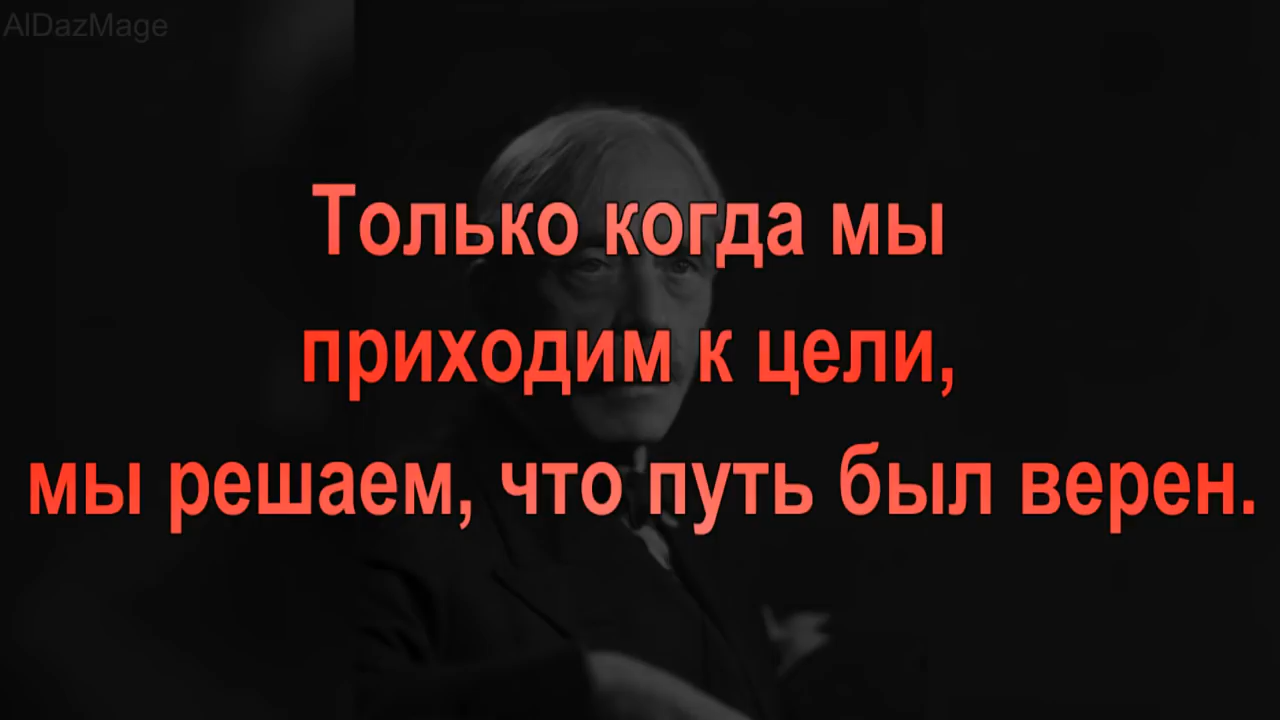 AlDazMage
Только когда мы
приходим к цели,
мы решаем, что путь был верен.